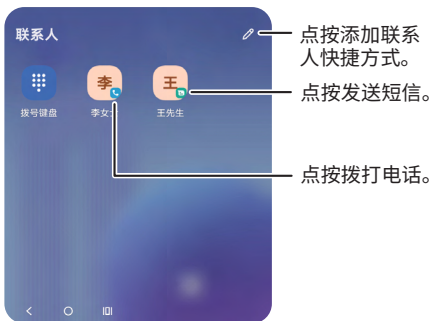 联系人
点按添加联系
人快捷方式。
李
王
点按发送短信。
拨号键盘
李女士
王先生
点按拨打电话。